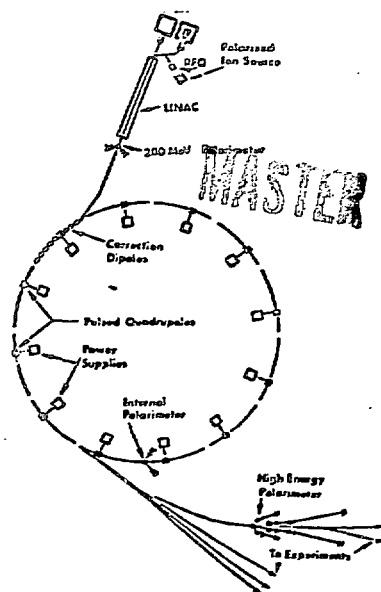 Polarized
Ion Source
RFQ
LINAC
200 MeV Polarimeter
MASTER
Correction
Dipoles
Pulsed Quadrupoles
Power
Supplies
Internal
Polarimeter
High Energy
Polarimeter
To Experiments